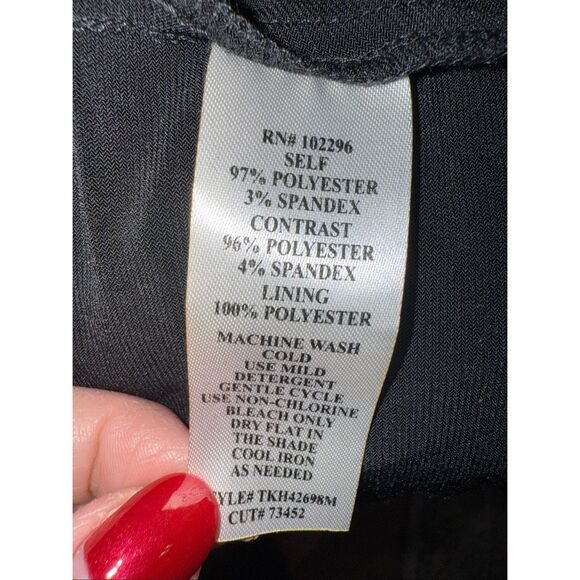 RN# 102296
SELF
97% POLYESTER
3% SPANDEX
CONTRAST
96% POLYESTER
4% SPANDEX
LINING
100% POLYESTER
MACHINE WASH
COLD
USE MILD
DETERGENT
GENTLE CYCLE
USE NON-CHLORINE
BLEACH ONLY
DRY FLAT IN
THE SHADE
COOL IRON
AS NEEDED
YLE# TKH42698M
CUT# 73452